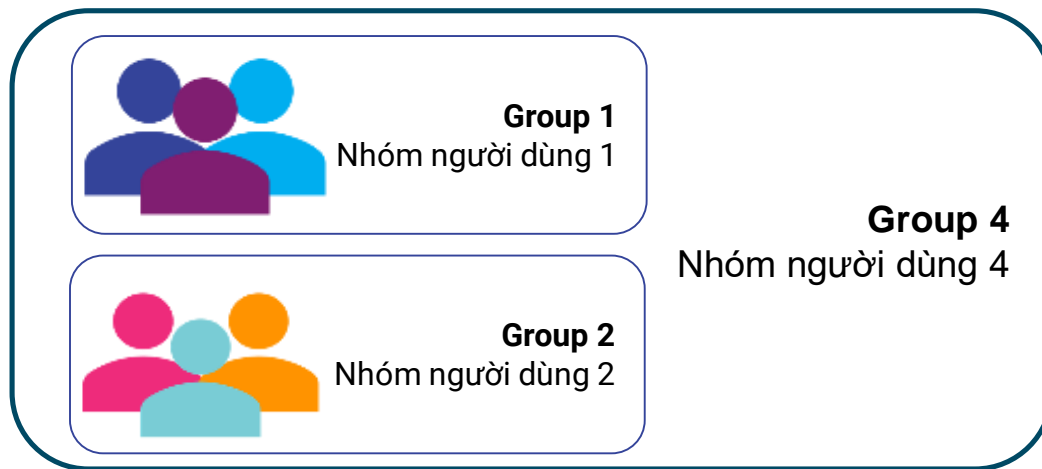 Group 1
Nhóm người dùng 1
Group 4
Nhóm người dùng 4
Group 2
Nhóm người dùng 2